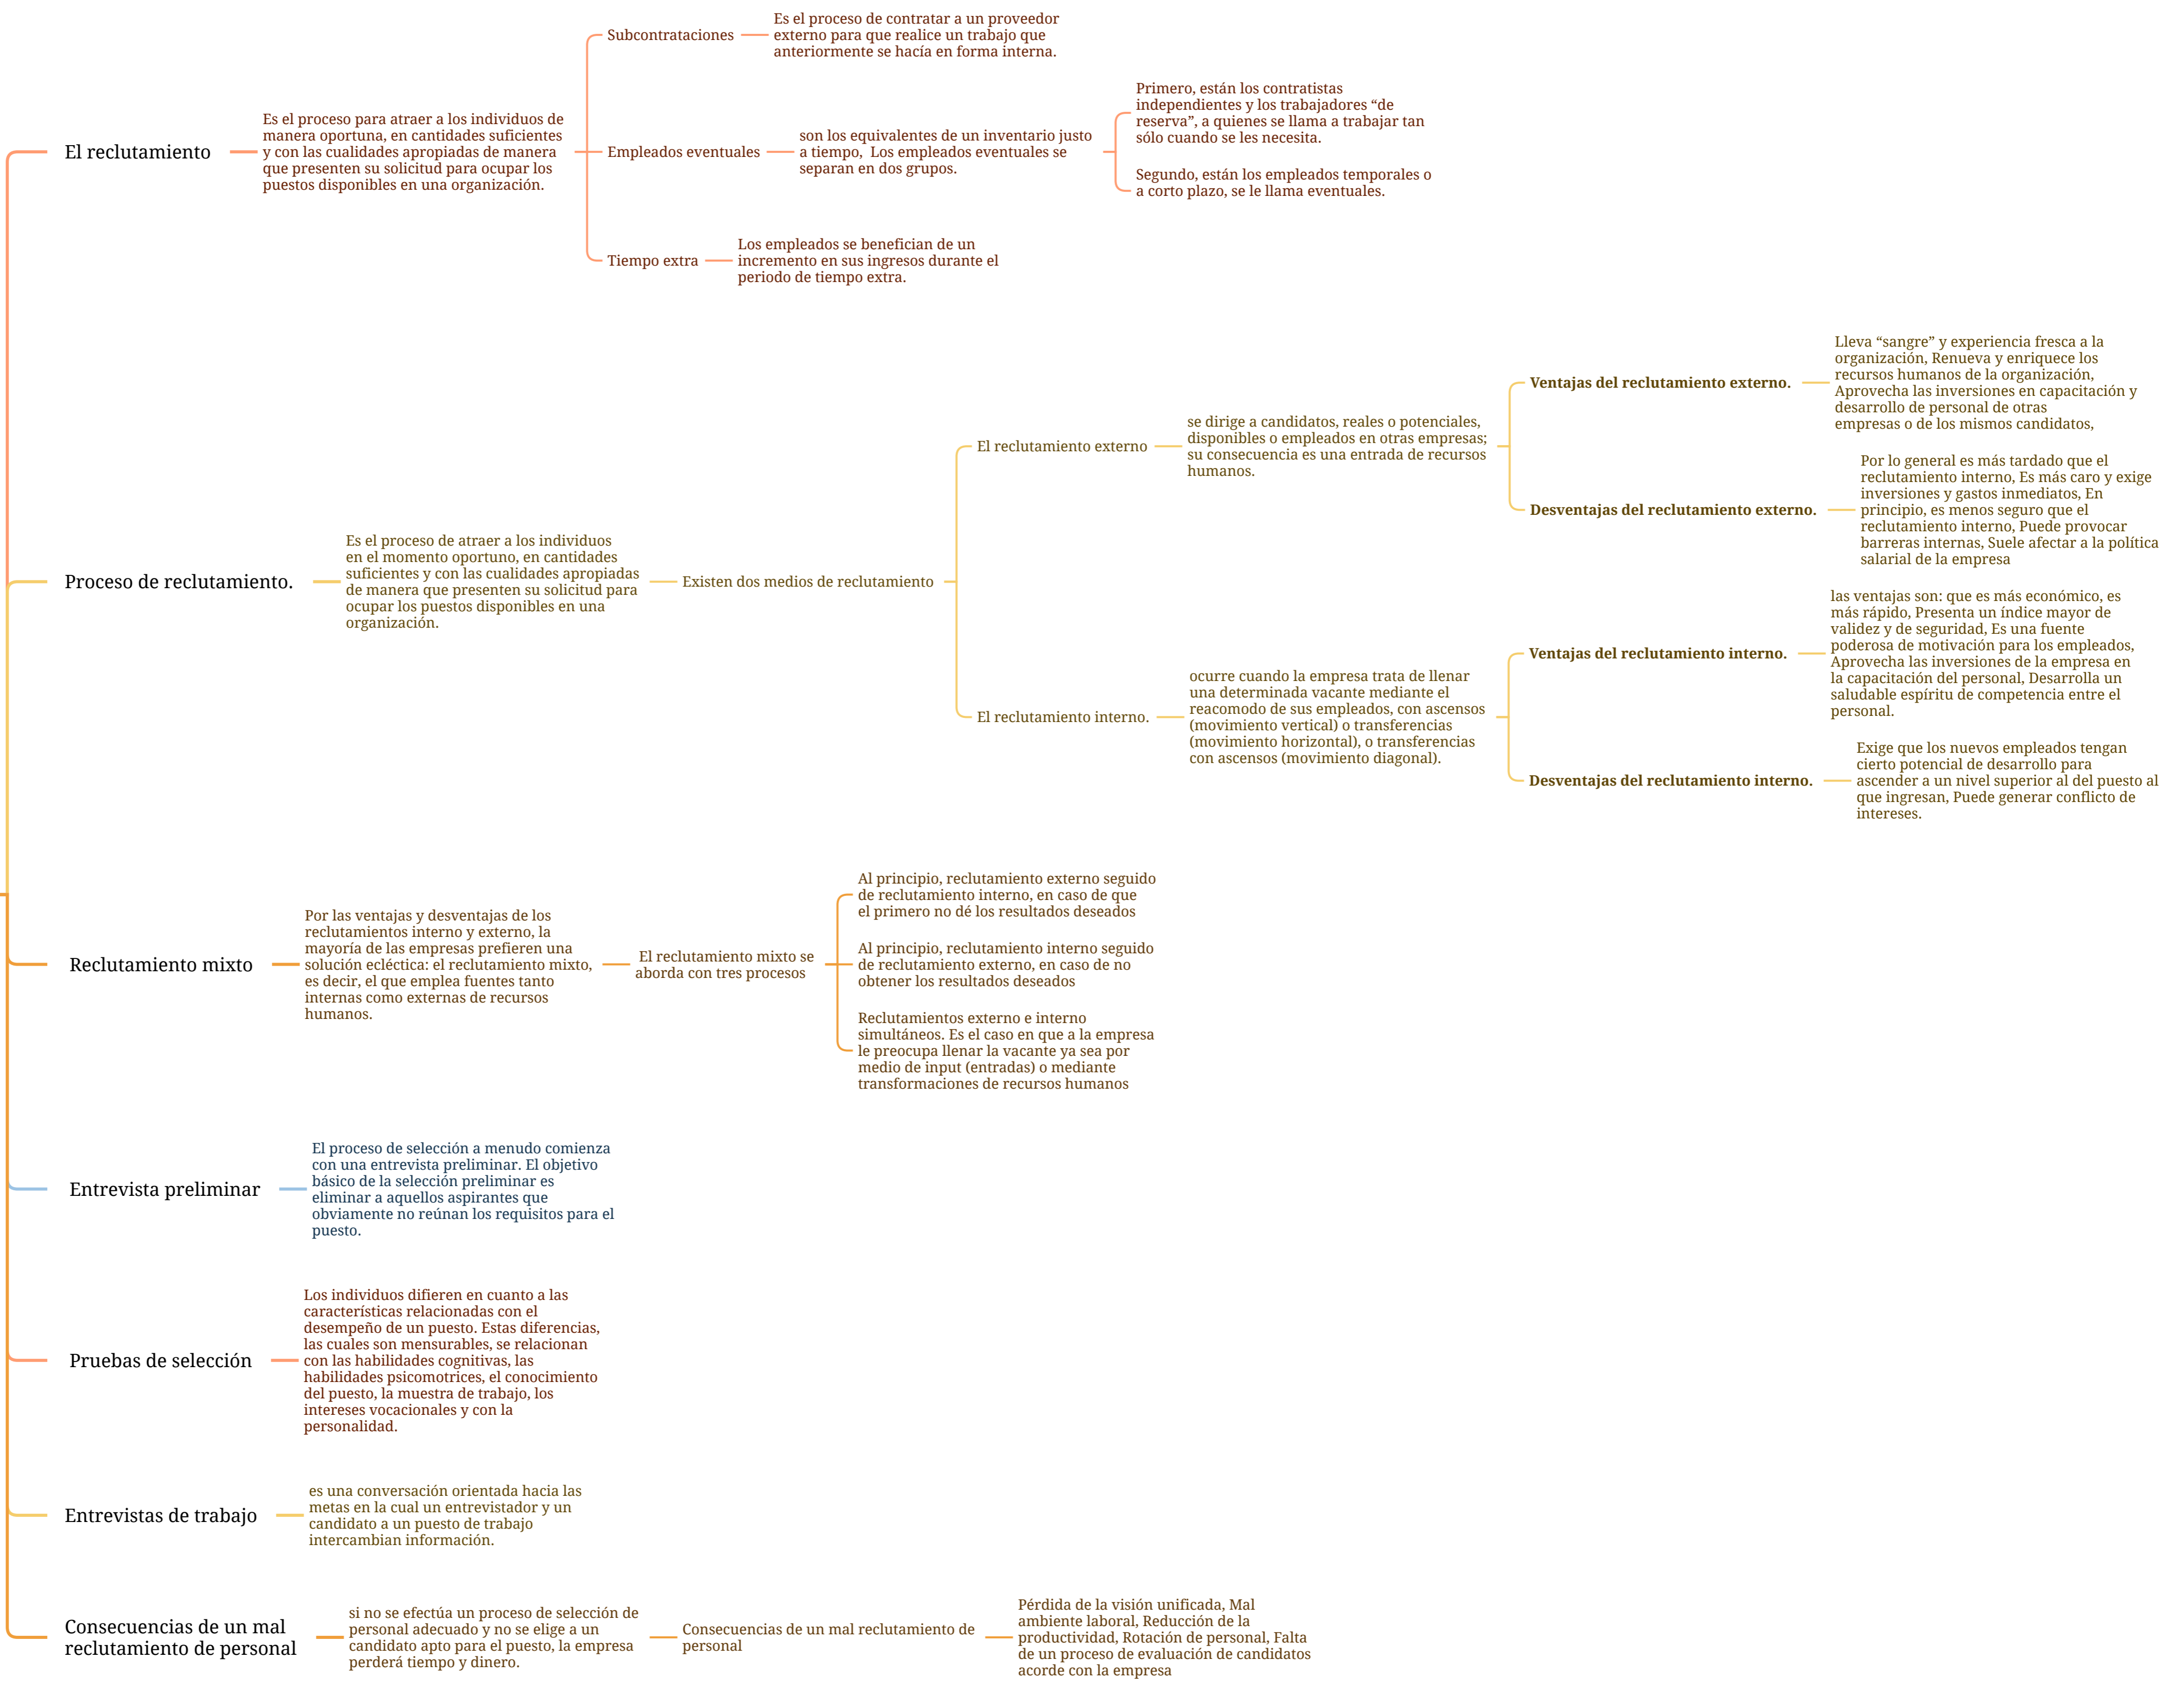 El reclutamiento
Es el proceso para atraer a los individuos de
manera oportuna, en cantidades suficientes
y con las cualidades apropiadas de manera
que presenten su solicitud para ocupar los
puestos disponibles en una organización.
Subcontrataciones
Es el proceso de contratar a un proveedor
externo para que realice un trabajo que
anteriormente se hacía en forma interna.
Empleados eventuales
son los equivalentes de un inventario justo
a tiempo,  Los empleados eventuales se
separan en dos grupos.
Primero, están los contratistas
independientes y los trabajadores “de
reserva”, a quienes se llama a trabajar tan
sólo cuando se les necesita.
Segundo, están los empleados temporales o
a corto plazo, se le llama eventuales.
Tiempo extra
Los empleados se benefician de un
incremento en sus ingresos durante el
periodo de tiempo extra.
Proceso de reclutamiento.
Es el proceso de atraer a los individuos
en el momento oportuno, en cantidades
suficientes y con las cualidades apropiadas
de manera que presenten su solicitud para
ocupar los puestos disponibles en una
organización.
Existen dos medios de reclutamiento
El reclutamiento externo
se dirige a candidatos, reales o potenciales,
disponibles o empleados en otras empresas;
su consecuencia es una entrada de recursos
humanos.
Ventajas del reclutamiento externo.
Lleva “sangre” y experiencia fresca a la
organización, Renueva y enriquece los
recursos humanos de la organización,
Aprovecha las inversiones en capacitación y
desarrollo de personal de otras
empresas o de los mismos candidatos,
Desventajas del reclutamiento externo.
Por lo general es más tardado que el
reclutamiento interno, Es más caro y exige
inversiones y gastos inmediatos, En
principio, es menos seguro que el
reclutamiento interno, Puede provocar
barreras internas, Suele afectar a la política
salarial de la empresa
El reclutamiento interno.
ocurre cuando la empresa trata de llenar
una determinada vacante mediante el
reacomodo de sus empleados, con ascensos
(movimiento vertical) o transferencias
(movimiento horizontal), o transferencias
con ascensos (movimiento diagonal).
Ventajas del reclutamiento interno.
las ventajas son: que es más económico, es
más rápido, Presenta un índice mayor de
validez y de seguridad, Es una fuente
poderosa de motivación para los empleados,
Aprovecha las inversiones de la empresa en
la capacitación del personal, Desarrolla un
saludable espíritu de competencia entre el
personal.
Desventajas del reclutamiento interno.
Exige que los nuevos empleados tengan
cierto potencial de desarrollo para
ascender a un nivel superior al del puesto al
que ingresan, Puede generar conflicto de
intereses.
Reclutamiento mixto
Por las ventajas y desventajas de los
reclutamientos interno y externo, la
mayoría de las empresas prefieren una
solución ecléctica: el reclutamiento mixto,
es decir, el que emplea fuentes tanto
internas como externas de recursos
humanos.
El reclutamiento mixto se
aborda con tres procesos
Al principio, reclutamiento externo seguido
de reclutamiento interno, en caso de que
el primero no dé los resultados deseados
Al principio, reclutamiento interno seguido
de reclutamiento externo, en caso de no
obtener los resultados deseados
Reclutamientos externo e interno
simultáneos. Es el caso en que a la empresa
le preocupa llenar la vacante ya sea por
medio de input (entradas) o mediante
transformaciones de recursos humanos
Entrevista preliminar
El proceso de selección a menudo comienza
con una entrevista preliminar. El objetivo
básico de la selección preliminar es
eliminar a aquellos aspirantes que
obviamente no reúnan los requisitos para el
puesto.
Pruebas de selección
Los individuos difieren en cuanto a las
características relacionadas con el
desempeño de un puesto. Estas diferencias,
las cuales son mensurables, se relacionan
con las habilidades cognitivas, las
habilidades psicomotrices, el conocimiento
del puesto, la muestra de trabajo, los
intereses vocacionales y con la
personalidad.
Entrevistas de trabajo
es una conversación orientada hacia las
metas en la cual un entrevistador y un
candidato a un puesto de trabajo
intercambian información.
Consecuencias de un mal
reclutamiento de personal
si no se efectúa un proceso de selección de
personal adecuado y no se elige a un
candidato apto para el puesto, la empresa
perderá tiempo y dinero.
Consecuencias de un mal reclutamiento de
personal
Pérdida de la visión unificada, Mal
ambiente laboral, Reducción de la
productividad, Rotación de personal, Falta
de un proceso de evaluación de candidatos
acorde con la empresa